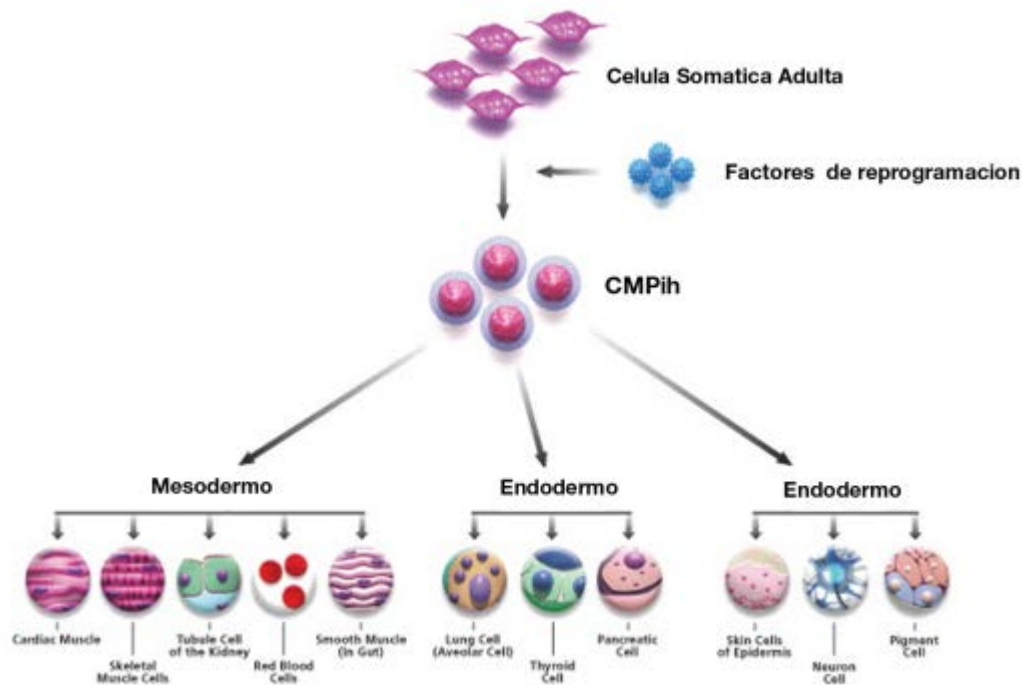 Celula Somatica Adulta
Factores de reprogramacion
CMPih
Mesodermo
Endodermo
Endodermo
Cardiac Muscle
Skeletal
Muscle Cells
Tubule Cell
of the Kidney
Red Blood
Cells
Smooth Muscle
(In Gut)
Lung Cell
(Aveolar Cell)
Thyroid
Cell
Pancreatic
Cell
Skin Cells
of Epidermis
Neuron
Cell
Pigment
Cell